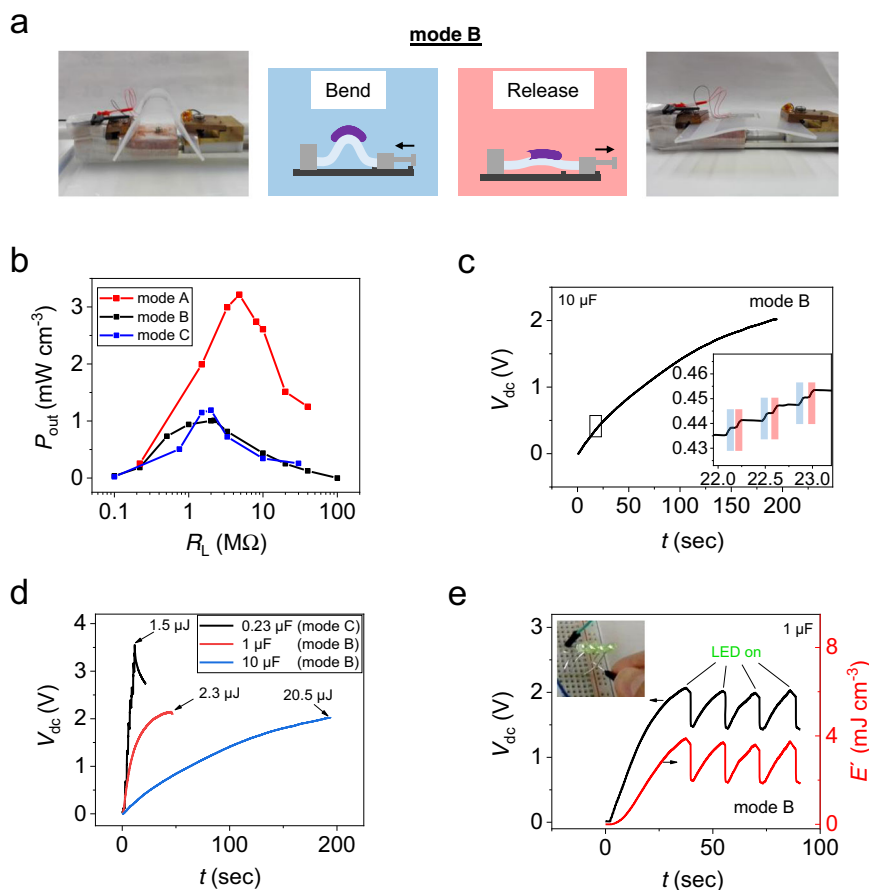 a
mode B
Bend
Release
b
P_out (mW cm⁻³)
3
2
1
0
mode A
mode B
mode C
0.1
1
10
100
R_L (MΩ)
c
V_dc (V)
10 µF
mode B
2
1
0
0.46
0.45
0.44
0.43
22.0
22.5
23.0
0
50
100
150
200
t (sec)
d
V_dc (V)
4
3
2
1
0
1.5 µJ
0.23 µF (mode C)
1 µF (mode B)
10 µF (mode B)
2.3 µJ
20.5 µJ
0
100
200
t (sec)
e
V_dc (V)
3
2
1
0
1 µF
LED on
mode B
8
4
0
E′ (mJ cm⁻³)
0
50
100
t (sec)